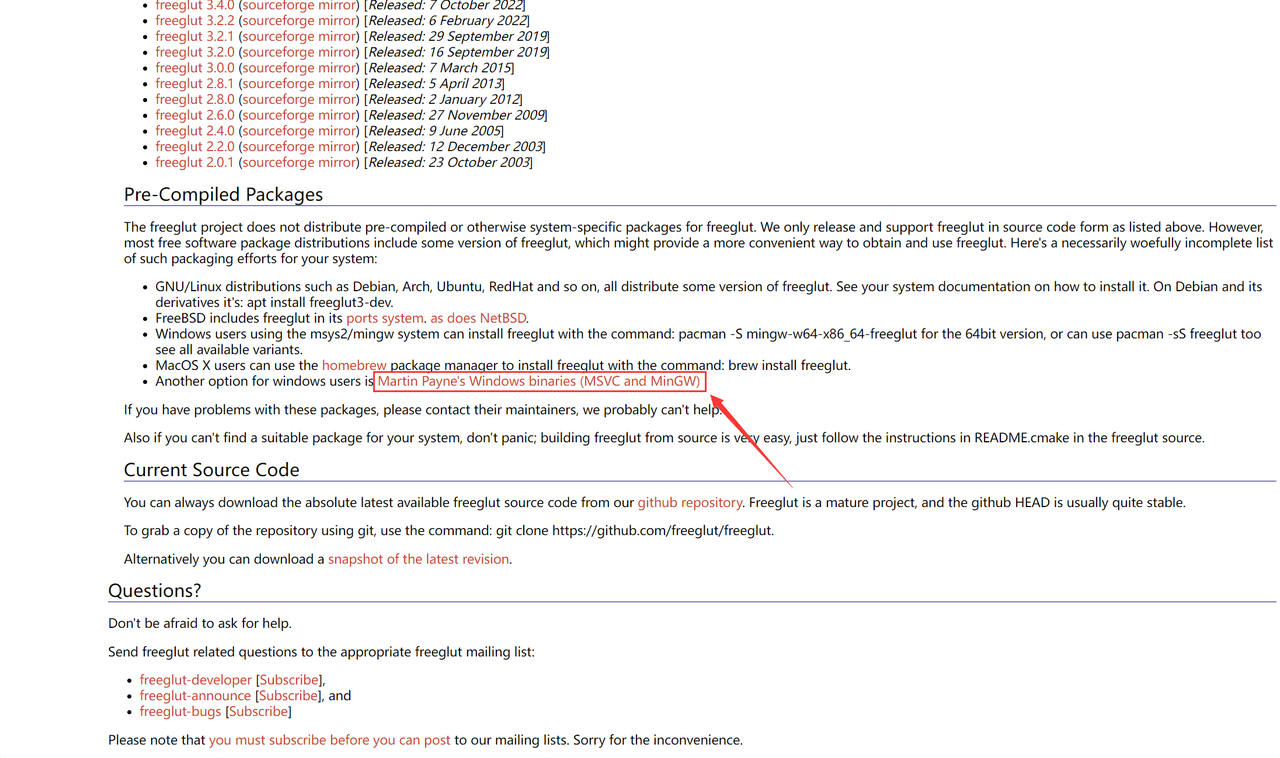 freeglut 3.4.0 (sourceforge mirror) [Released: 7 October 2022]
freeglut 3.2.2 (sourceforge mirror) [Released: 6 February 2022]
freeglut 3.2.1 (sourceforge mirror) [Released: 29 September 2019]
freeglut 3.2.0 (sourceforge mirror) [Released: 16 September 2019]
freeglut 3.0.0 (sourceforge mirror) [Released: 7 March 2015]
freeglut 2.8.1 (sourceforge mirror) [Released: 5 April 2013]
freeglut 2.8.0 (sourceforge mirror) [Released: 2 January 2012]
freeglut 2.6.0 (sourceforge mirror) [Released: 27 November 2009]
freeglut 2.4.0 (sourceforge mirror) [Released: 9 June 2005]
freeglut 2.2.0 (sourceforge mirror) [Released: 12 December 2003]
freeglut 2.0.1 (sourceforge mirror) [Released: 23 October 2003]
Pre-Compiled Packages
The freeglut project does not distribute pre-compiled or otherwise system-specific packages for freeglut. We only release and support freeglut in source code form as listed above. However,
most free software package distributions include some version of freeglut, which might provide a more convenient way to obtain and use freeglut. Here's a necessarily woefully incomplete list
of such packaging efforts for your system:
GNU/Linux distributions such as Debian, Arch, Ubuntu, RedHat and so on, all distribute some version of freeglut. See your system documentation on how to install it. On Debian and its
derivatives it's: apt install freeglut3-dev.
FreeBSD includes freeglut in its ports system. as does NetBSD.
Windows users using the msys2/mingw system can install freeglut with the command: pacman -S mingw-w64-x86_64-freeglut for the 64bit version, or can use pacman -sS freeglut too
see all available variants.
MacOS X users can use the homebrew package manager to install freeglut with the command: brew install freeglut.
Another option for windows users is Martin Payne's Windows binaries (MSVC and MinGW)
If you have problems with these packages, please contact their maintainers, we probably can't help.
Also if you can't find a suitable package for your system, don't panic; building freeglut from source is very easy, just follow the instructions in README.cmake in the freeglut source.
Current Source Code
You can always download the absolute latest available freeglut source code from our github repository. Freeglut is a mature project, and the github HEAD is usually quite stable.
To grab a copy of the repository using git, use the command: git clone https://github.com/freeglut/freeglut.
Alternatively you can download a snapshot of the latest revision.
Questions?
Don't be afraid to ask for help.
Send freeglut related questions to the appropriate freeglut mailing list:
freeglut-developer [Subscribe],
freeglut-announce [Subscribe], and
freeglut-bugs [Subscribe]
Please note that you must subscribe before you can post to our mailing lists. Sorry for the inconvenience.